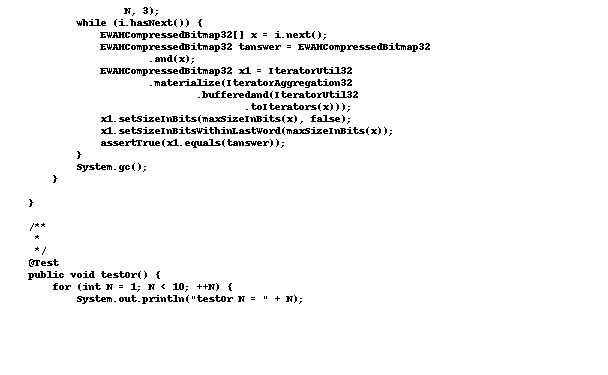 N, 3);
while (i.hasNext()) {
EWAHCompressedBitmap32[] x = i.next();
EWAHCompressedBitmap32 tanswer = EWAHCompressedBitmap32
.and(x);
EWAHCompressedBitmap32 x1 = IteratorUtil32
.materialize(IteratorAggregation32
.bufferedand(IteratorUtil32
.toIterators(x)));
x1.setSizeInBits(maxSizeInBits(x), false);
x1.setSizeInBitsWithinLastWord(maxSizeInBits(x));
assertTrue(x1.equals(tanswer));
}
System.gc();
}
}
/**
*
*/
@Test
public void testOr() {
for (int N = 1; N < 10; ++N) {
System.out.println("testOr N = " + N);